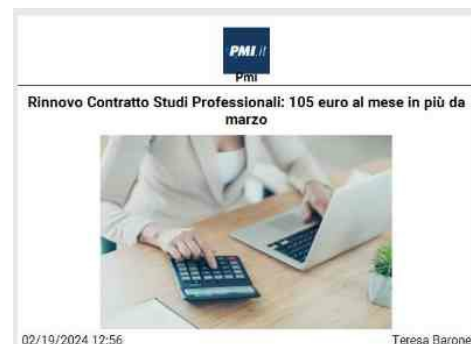 PMI.it
Pmi
Rinnovo Contratto Studi Professionali: 105 euro al mese in più da
marzo
02/19/2024 12:56 Teresa Barone